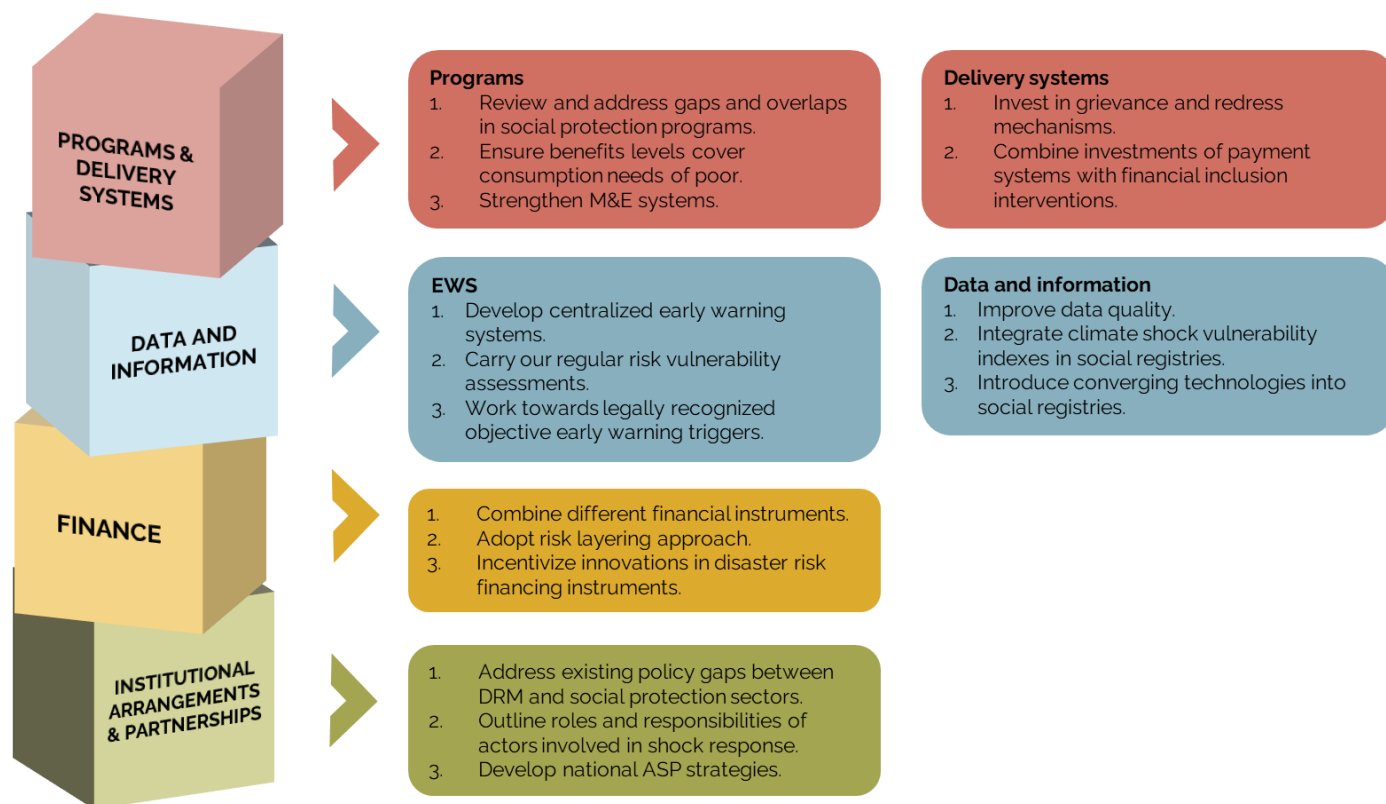 PROGRAMS &
DELIVERY
SYSTEMS
Programs
1. Review and address gaps and overlaps
in social protection programs.
2. Ensure benefits levels cover
consumption needs of poor.
3. Strengthen M&E systems.
Delivery systems
1. Invest in grievance and redress
mechanisms.
2. Combine investments of payment
systems with financial inclusion
interventions.
DATA AND
INFORMATION
EWS
1. Develop centralized early warning
systems.
2. Carry our regular risk vulnerability
assessments.
3. Work towards legally recognized
objective early warning triggers.
Data and information
1. Improve data quality.
2. Integrate climate shock vulnerability
indexes in social registries.
3. Introduce converging technologies into
social registries.
FINANCE
1. Combine different financial instruments.
2. Adopt risk layering approach.
3. Incentivize innovations in disaster risk
financing instruments.
INSTITUTIONAL
ARRANGEMENTS
& PARTNERSHIPS
1. Address existing policy gaps between
DRM and social protection sectors.
2. Outline roles and responsibilities of
actors involved in shock response.
3. Develop national ASP strategies.